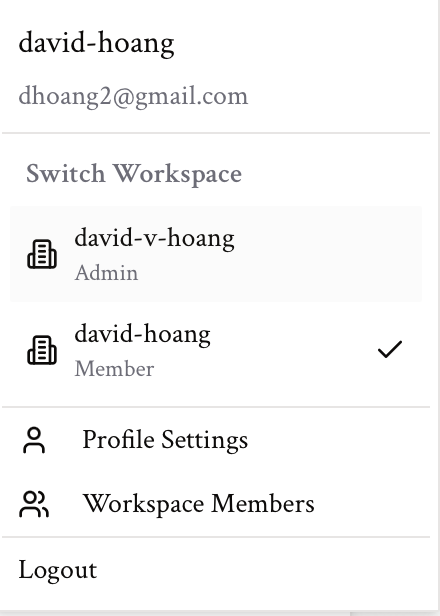 david-hoang
dhoang2@gmail.com
Switch Workspace
david-v-hoang
Admin
david-hoang
Member
Profile Settings
Workspace Members
Logout